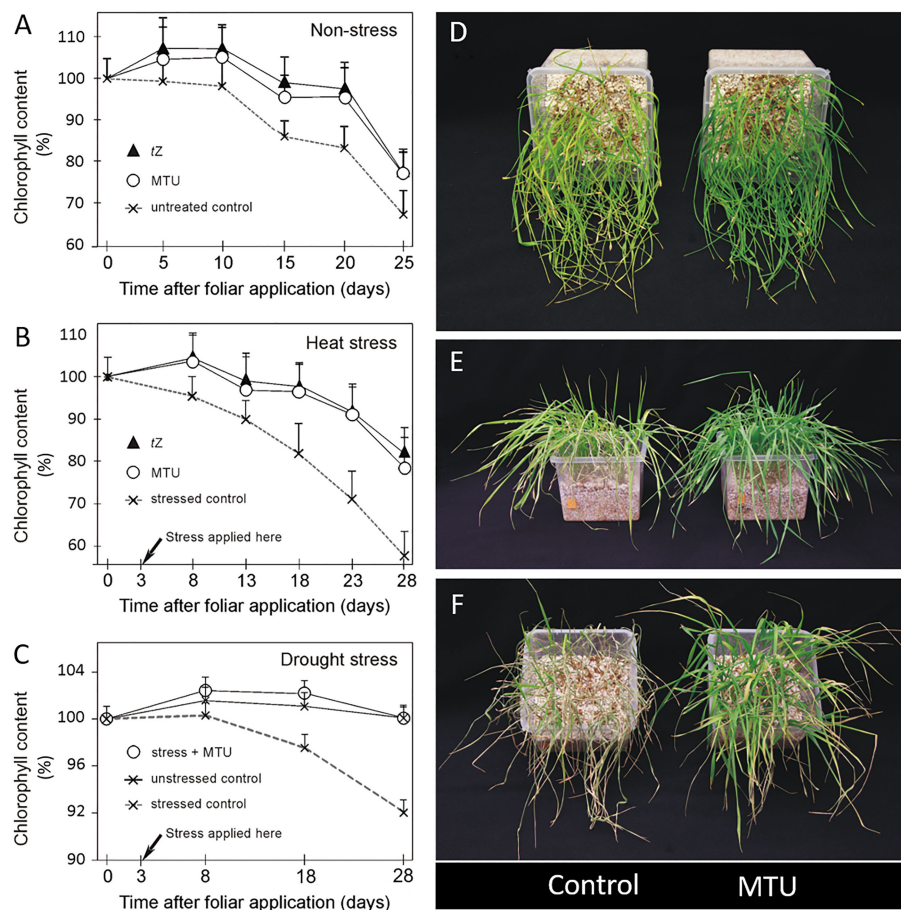 A
Non-stress
Chlorophyll content
(%)
110
100
90
80
70
60
tZ
MTU
untreated control
0 5 10 15 20 25
Time after foliar application (days)
B
Heat stress
Chlorophyll content
(%)
110
100
90
80
70
60
tZ
MTU
stressed control
Stress applied here
0 3 8 13 18 23 28
Time after foliar application (days)
C
Drought stress
Chlorophyll content
(%)
104
100
96
92
90
stress + MTU
unstressed control
stressed control
Stress applied here
0 3 8 18 28
Time after foliar application (days)
D
E
F
Control MTU